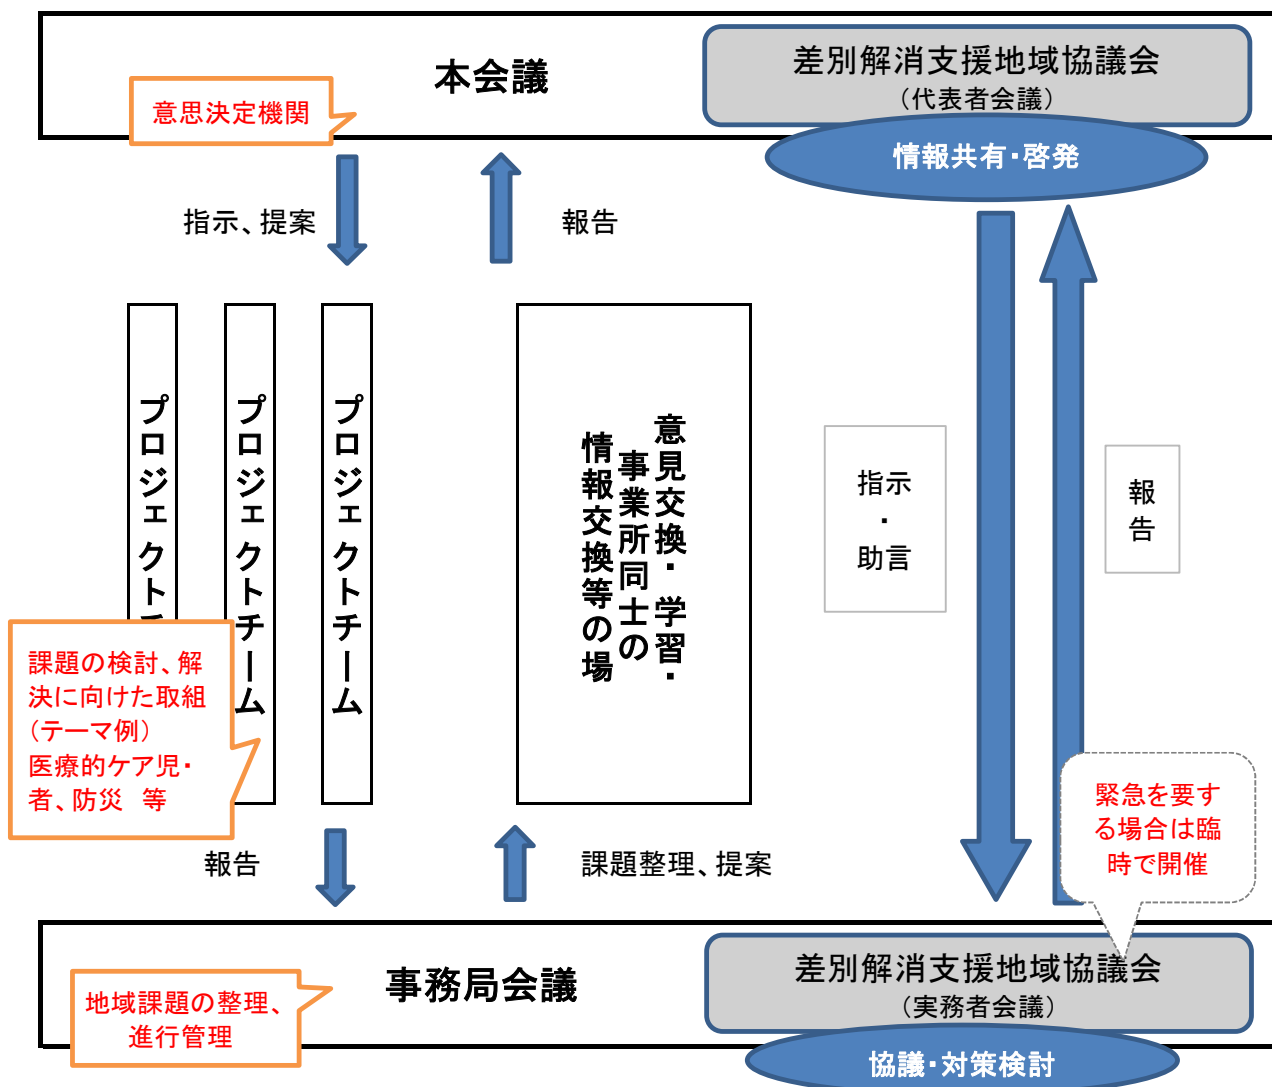 本会議
差別解消支援地域協議会
（代表者会議）
意思決定機関
情報共有・啓発
指示、提案
報告
プロジェクトチ
プロジェクトチーム
プロジェクトチーム
意見交換・学習・
事業所同士の
情報交換等の場
指示
・
助言
報
告
課題の検討、解
決に向けた取組
（テーマ例）
医療的ケア児・
者、防災　等
緊急を要す
る場合は臨
時で開催
報告
課題整理、提案
事務局会議
差別解消支援地域協議会
（実務者会議）
地域課題の整理、
進行管理
協議・対策検討